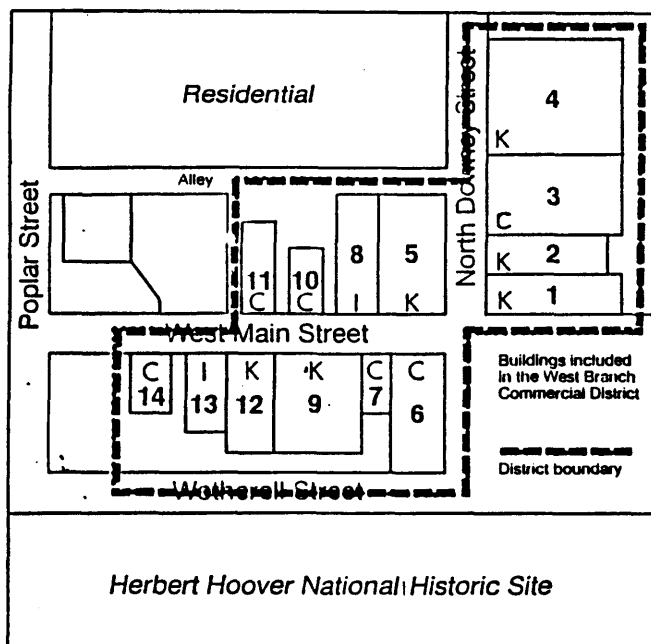 Residential
North Downey Street
4
K
Alley
3
C
Poplar Street
11
C
10
C
8
I
5
K
2
K
1
K
West Main Street
C
14
I
13
K
12
K
9
C
7
C
6
Buildings included
in the West Branch
Commercial District
District boundary
Wetherell Street
Herbert Hoover National Historic Site